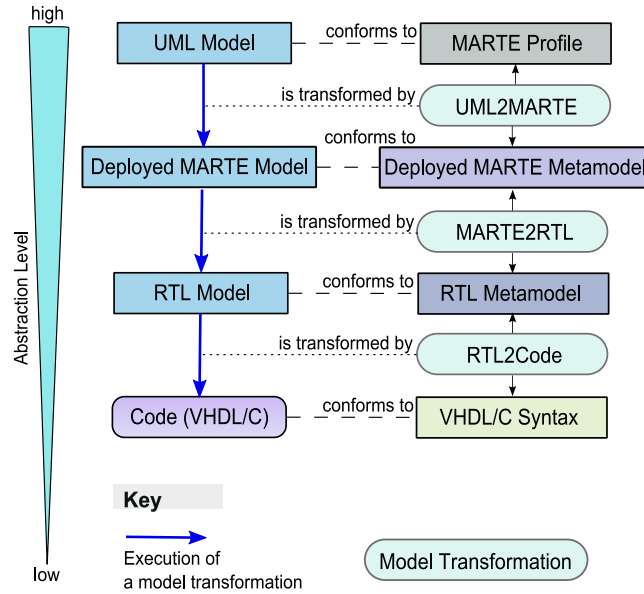 high
UML Model
conforms to
MARTE Profile
is transformed by
UML2MARTE
conforms to
Deployed MARTE Model
Deployed MARTE Metamodel
is transformed by
MARTE2RTL
Abstraction Level
RTL Model
conforms to
RTL Metamodel
is transformed by
RTL2Code
Code (VHDL/C)
conforms to
VHDL/C Syntax
Key
Execution of
a model transformation
Model Transformation
low